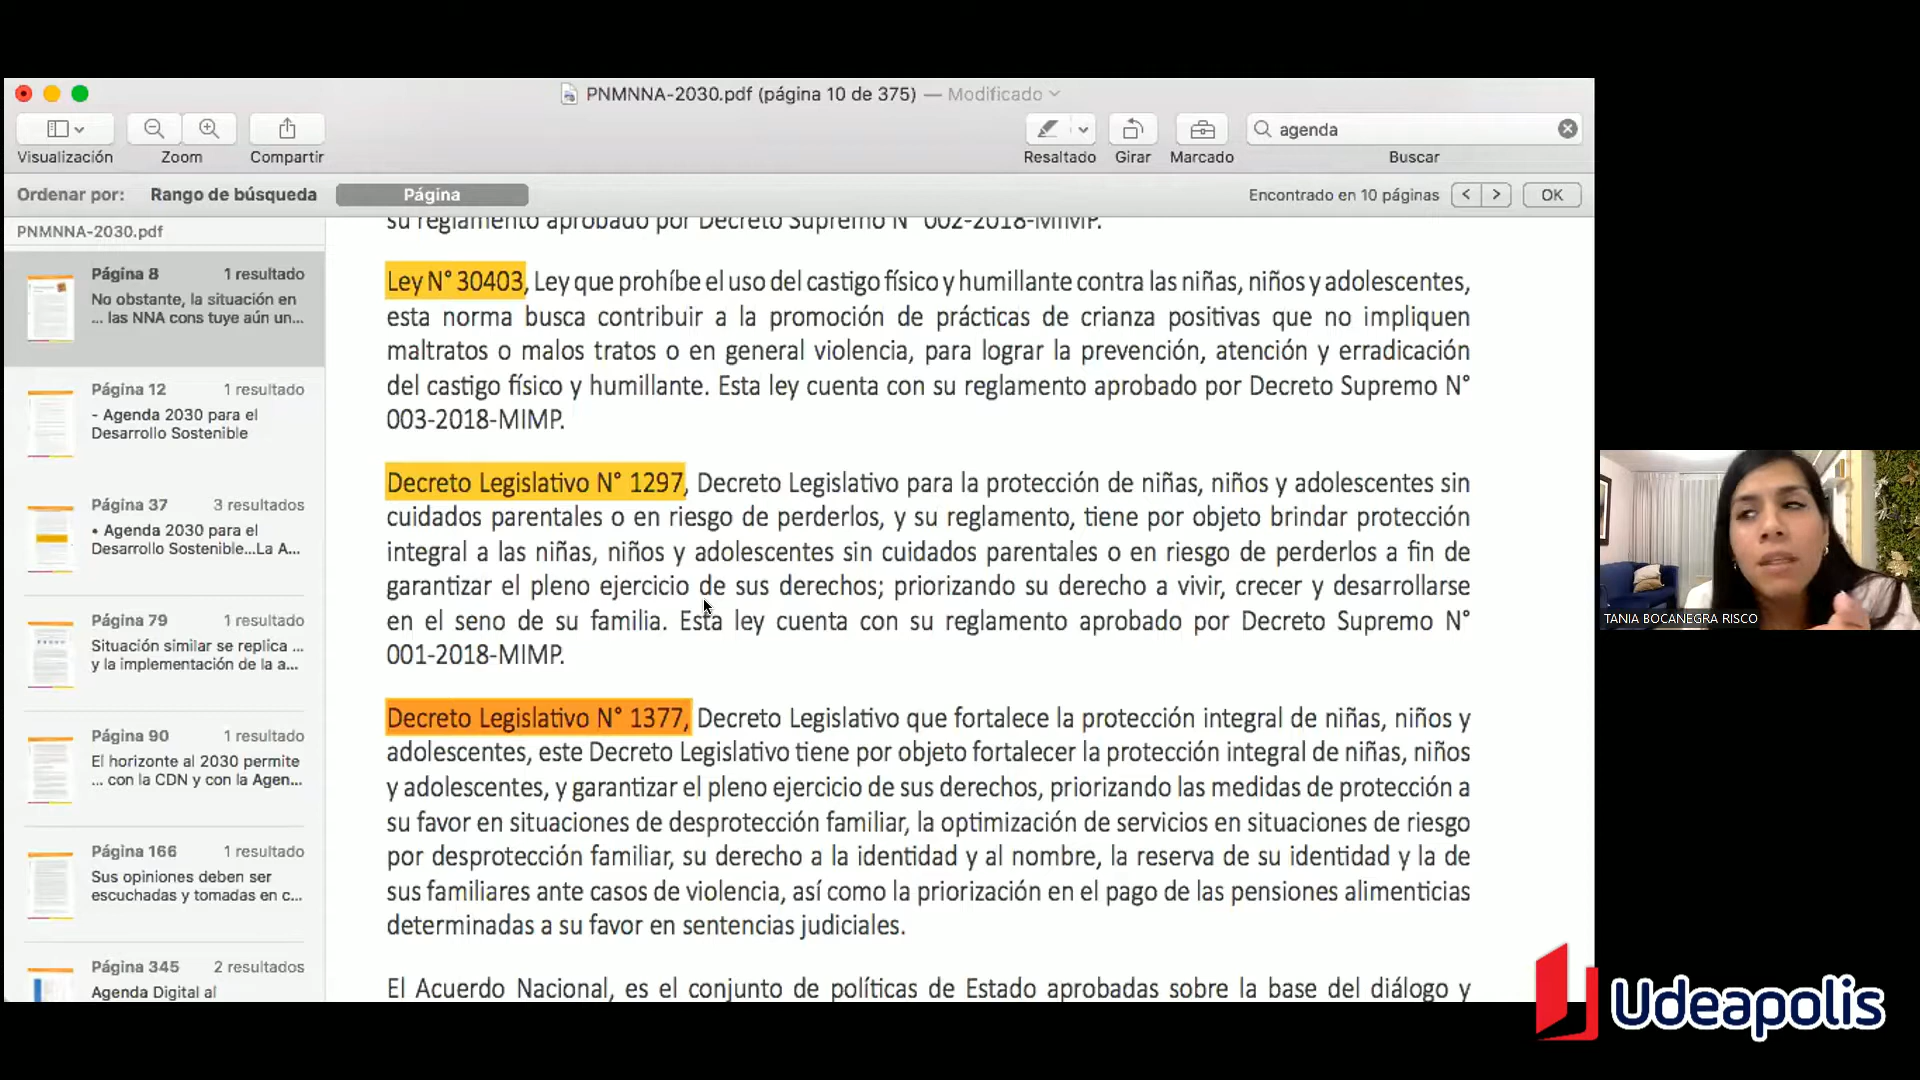 PNMNNA-2030.pdf (página 10 de 375) — Modificado
Visualización
Zoom
Compartir
Resaltado
Girar
Marcado
agenda
Buscar
Ordenar por:
Rango de búsqueda
Página
Encontrado en 10 páginas
OK
PNMNNA-2030.pdf
Página 8 1 resultado
No obstante, la situación en
... las NNA cons tuye aún un...
Página 12 1 resultado
- Agenda 2030 para el
Desarrollo Sostenible
Página 37 3 resultados
• Agenda 2030 para el
Desarrollo Sostenible...La A...
Página 79 1 resultado
Situación similar se replica ...
y la implementación de la a...
Página 90 1 resultado
El horizonte al 2030 permite
... con la CDN y con la Agen...
Página 166 1 resultado
Sus opiniones deben ser
escuchadas y tomadas en c...
Página 345 2 resultados
Agenda Digital al
su reglamento aprobado por Decreto Supremo N° 002-2018-MIMP.
Ley N° 30403, Ley que prohíbe el uso del castigo físico y humillante contra las niñas, niños y adolescentes,
esta norma busca contribuir a la promoción de prácticas de crianza positivas que no impliquen
maltratos o malos tratos o en general violencia, para lograr la prevención, atención y erradicación
del castigo físico y humillante. Esta ley cuenta con su reglamento aprobado por Decreto Supremo N°
003-2018-MIMP.
Decreto Legislativo N° 1297, Decreto Legislativo para la protección de niñas, niños y adolescentes sin
cuidados parentales o en riesgo de perderlos, y su reglamento, tiene por objeto brindar protección
integral a las niñas, niños y adolescentes sin cuidados parentales o en riesgo de perderlos a fin de
garantizar el pleno ejercicio de sus derechos; priorizando su derecho a vivir, crecer y desarrollarse
en el seno de su familia. Esta ley cuenta con su reglamento aprobado por Decreto Supremo N°
001-2018-MIMP.
Decreto Legislativo N° 1377, Decreto Legislativo que fortalece la protección integral de niñas, niños y
adolescentes, este Decreto Legislativo tiene por objeto fortalecer la protección integral de niñas, niños
y adolescentes, y garantizar el pleno ejercicio de sus derechos, priorizando las medidas de protección a
su favor en situaciones de desprotección familiar, la optimización de servicios en situaciones de riesgo
por desprotección familiar, su derecho a la identidad y al nombre, la reserva de su identidad y la de
sus familiares ante casos de violencia, así como la priorización en el pago de las pensiones alimenticias
determinadas a su favor en sentencias judiciales.
El Acuerdo Nacional, es el conjunto de políticas de Estado aprobadas sobre la base del diálogo y
TANIA BOCANEGRA RISCO
Udeapolis